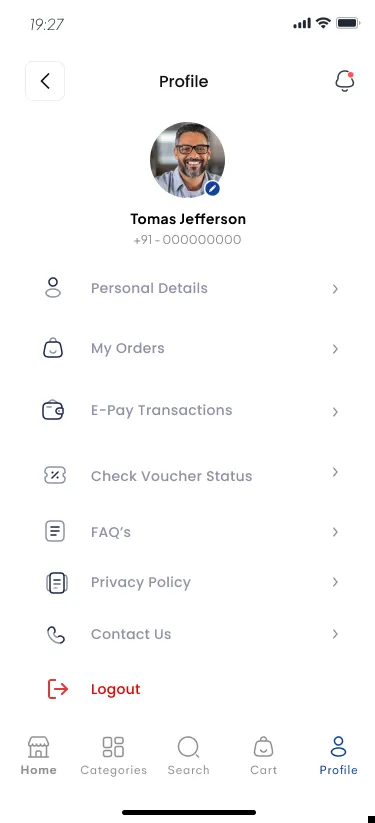 19:27
Profile
Tomas Jefferson
+91 - 000000000
Personal Details
My Orders
E-Pay Transactions
Check Voucher Status
FAQ's
Privacy Policy
Contact Us
Logout
Home Categories Search Cart Profile